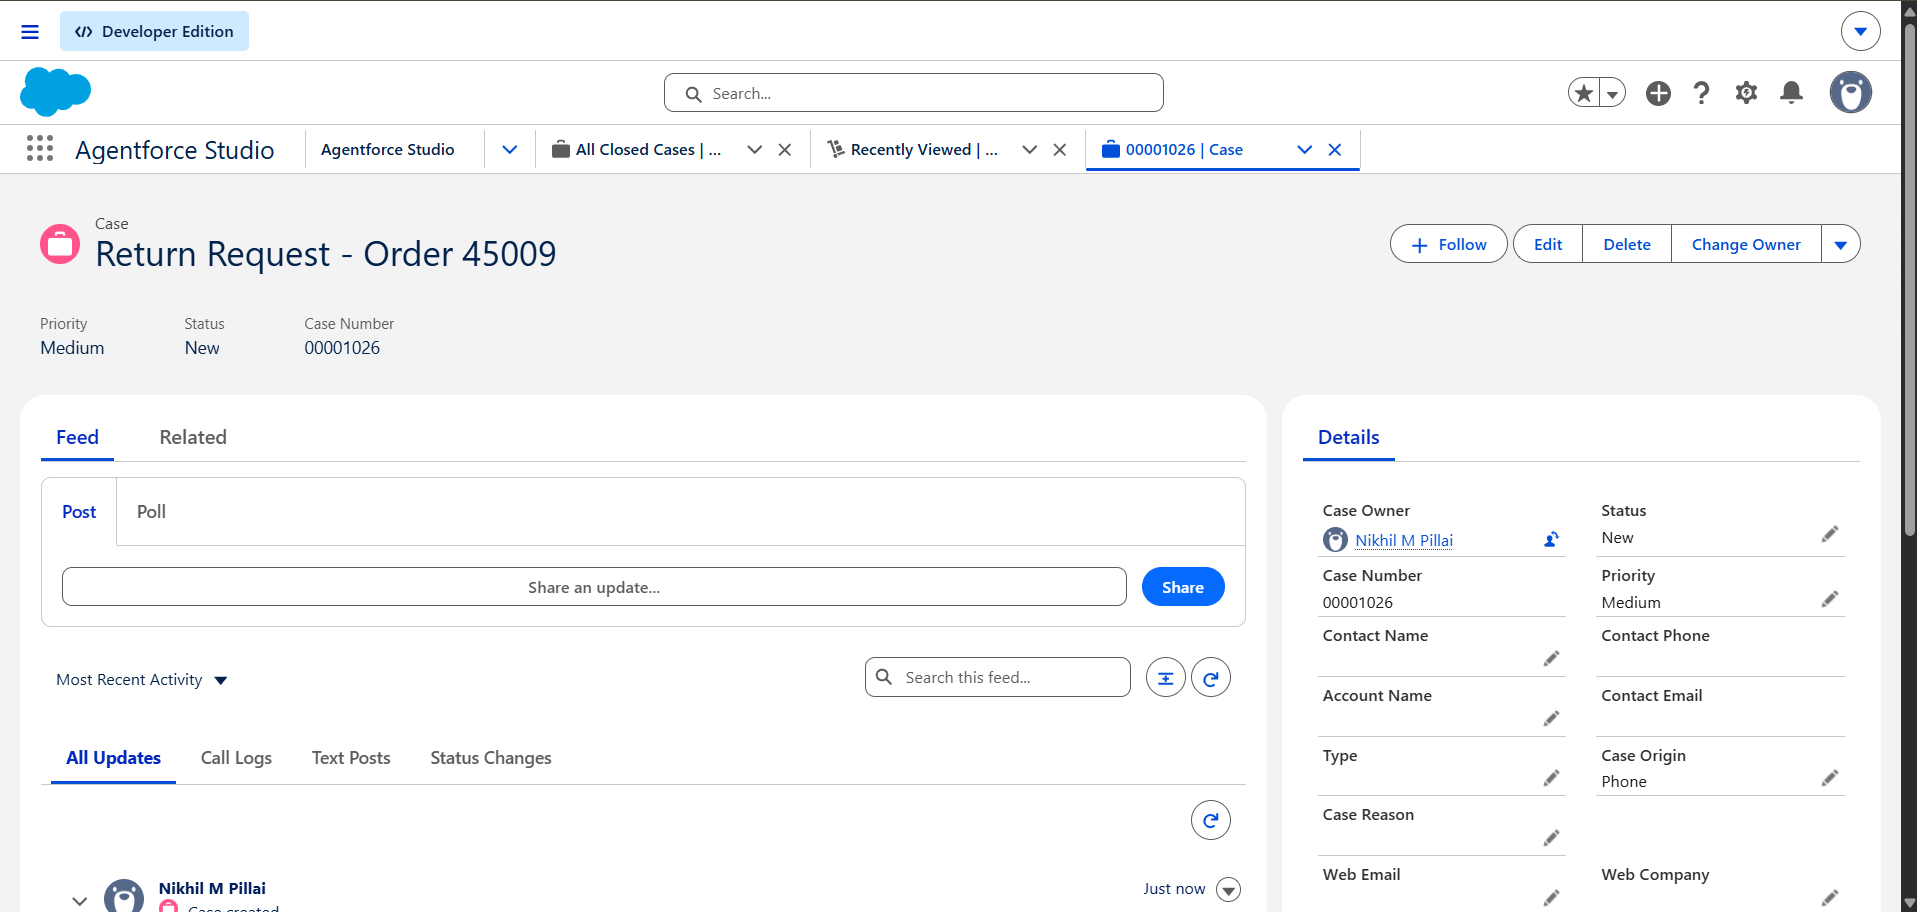 Developer Edition
Search...
Agentforce Studio
Agentforce Studio
All Closed Cases | ...
Recently Viewed | ...
00001026 | Case
Case
Return Request - Order 45009
Follow
Edit
Delete
Change Owner
Priority
Medium
Status
New
Case Number
00001026
Feed
Related
Post
Poll
Share an update...
Share
Most Recent Activity
Search this feed...
All Updates
Call Logs
Text Posts
Status Changes
Nikhil M Pillai
Just now
Case created
Details
Case Owner
Nikhil M Pillai
Status
New
Case Number
00001026
Priority
Medium
Contact Name
Contact Phone
Account Name
Contact Email
Type
Case Origin
Phone
Case Reason
Web Email
Web Company